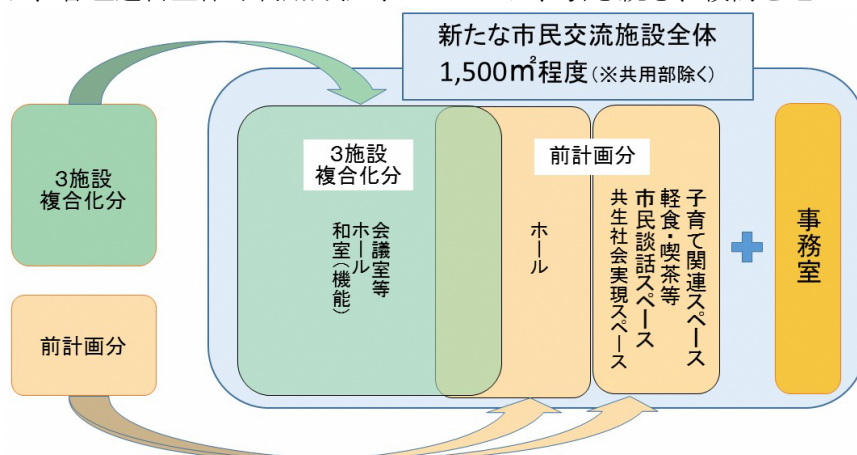 新たな市民交流施設全体
1,500㎡程度(※共用部除く)
3施設
複合化分
前計画分
3施設
複合化分
会議室等
ホール
和室(機能)
前計画分
ホール
子育て関連スペース
軽食・喫茶等
市民談話スペース
共生社会実現スペース
事務室